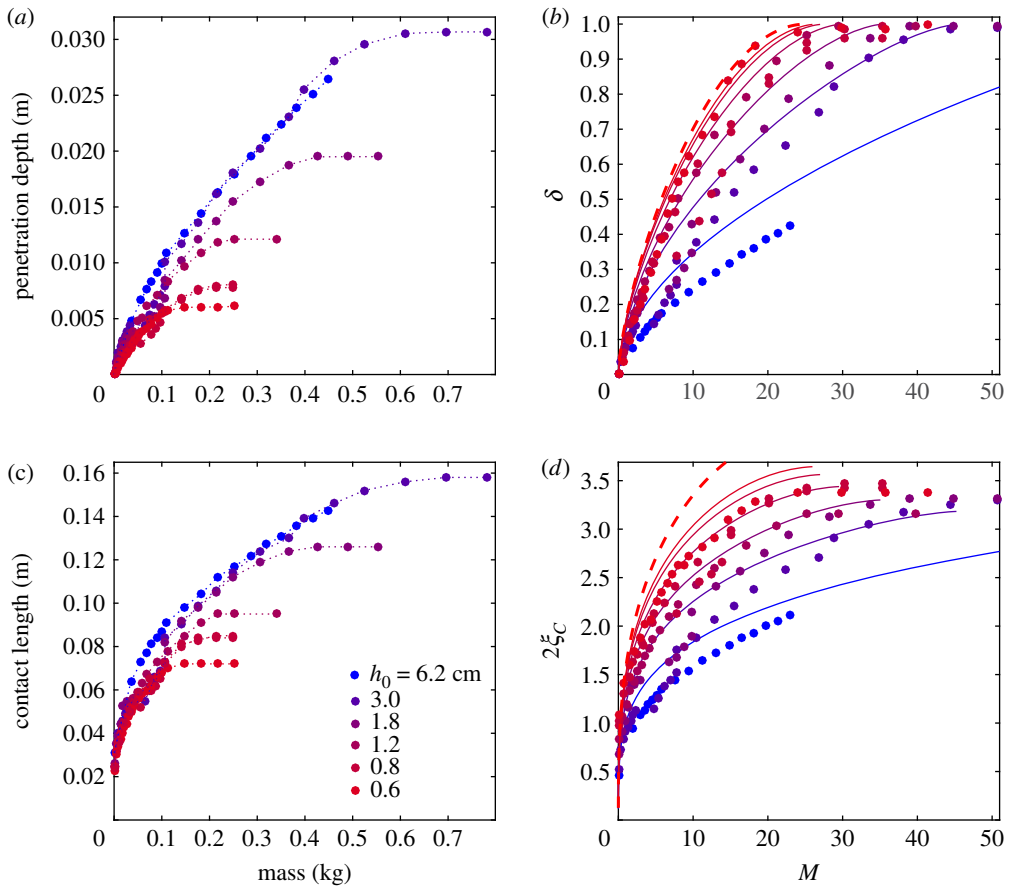 (a)
0.030
0.025
0.020
0.015
0.010
0.005
penetration depth (m)
0 0.1 0.2 0.3 0.4 0.5 0.6 0.7
(b)
1.0
0.9
0.8
0.7
0.6
0.5
0.4
0.3
0.2
0.1
δ
0 10 20 30 40 50
(c)
0.16
0.14
0.12
0.10
0.08
0.06
0.04
0.02
contact length (m)
h0 = 6.2 cm
3.0
1.8
1.2
0.8
0.6
0 0.1 0.2 0.3 0.4 0.5 0.6 0.7
mass (kg)
(d)
3.5
3.0
2.5
2.0
1.5
1.0
0.5
2ξC
0 10 20 30 40 50
M